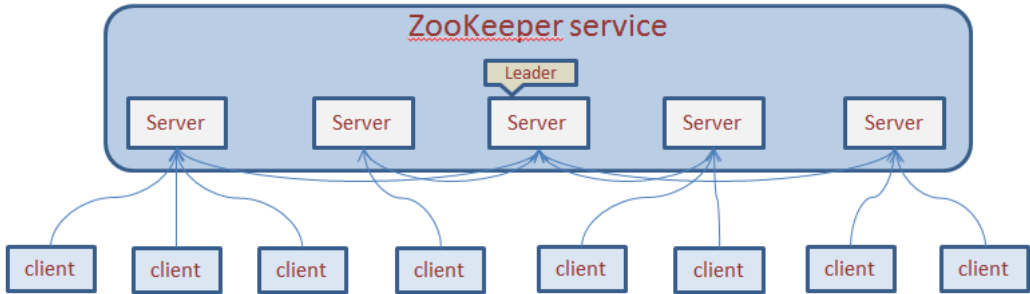 ZooKeeper service
Leader
Server
Server
Server
Server
Server
client
client
client
client
client
client
client
client